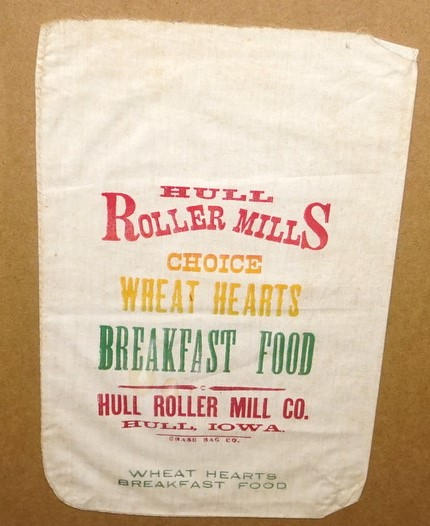 HULL
ROLLER MILLS
CHOICE
WHEAT HEARTS
BREAKFAST FOOD
HULL ROLLER MILL CO.
HULL, IOWA.
CHASE BAG CO.
WHEAT HEARTS
BREAKFAST FOOD